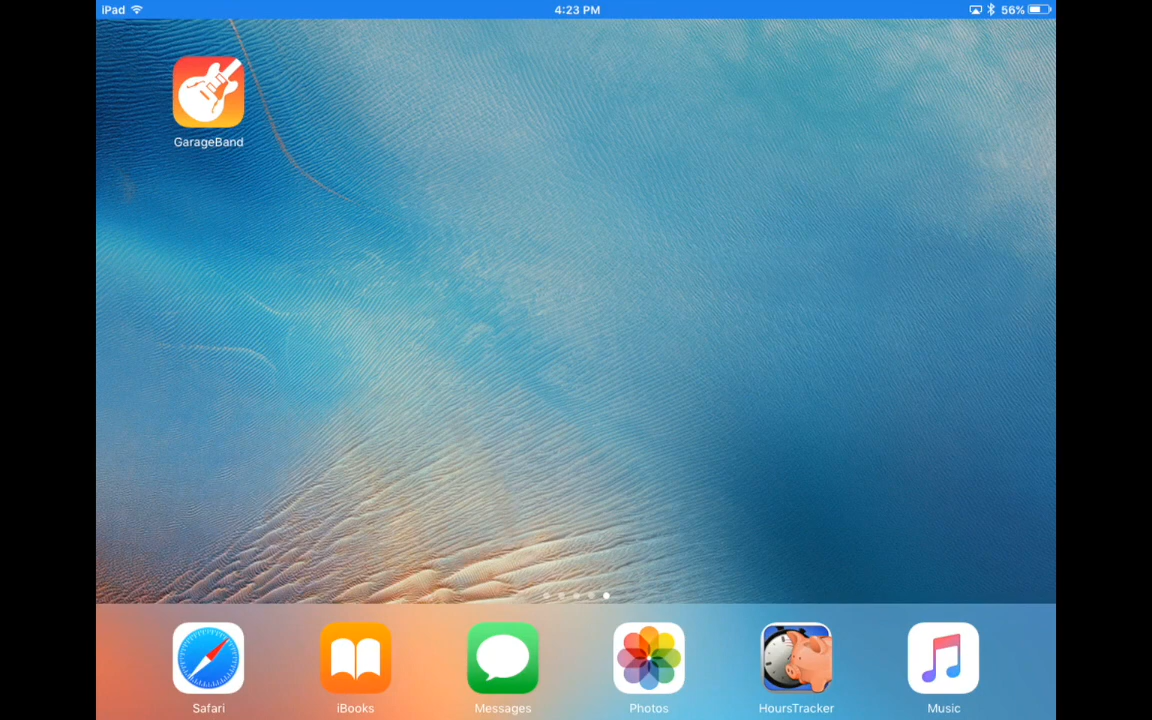 iPad 4:23 PM 56%
GarageBand
Safari iBooks Messages Photos HoursTracker Music